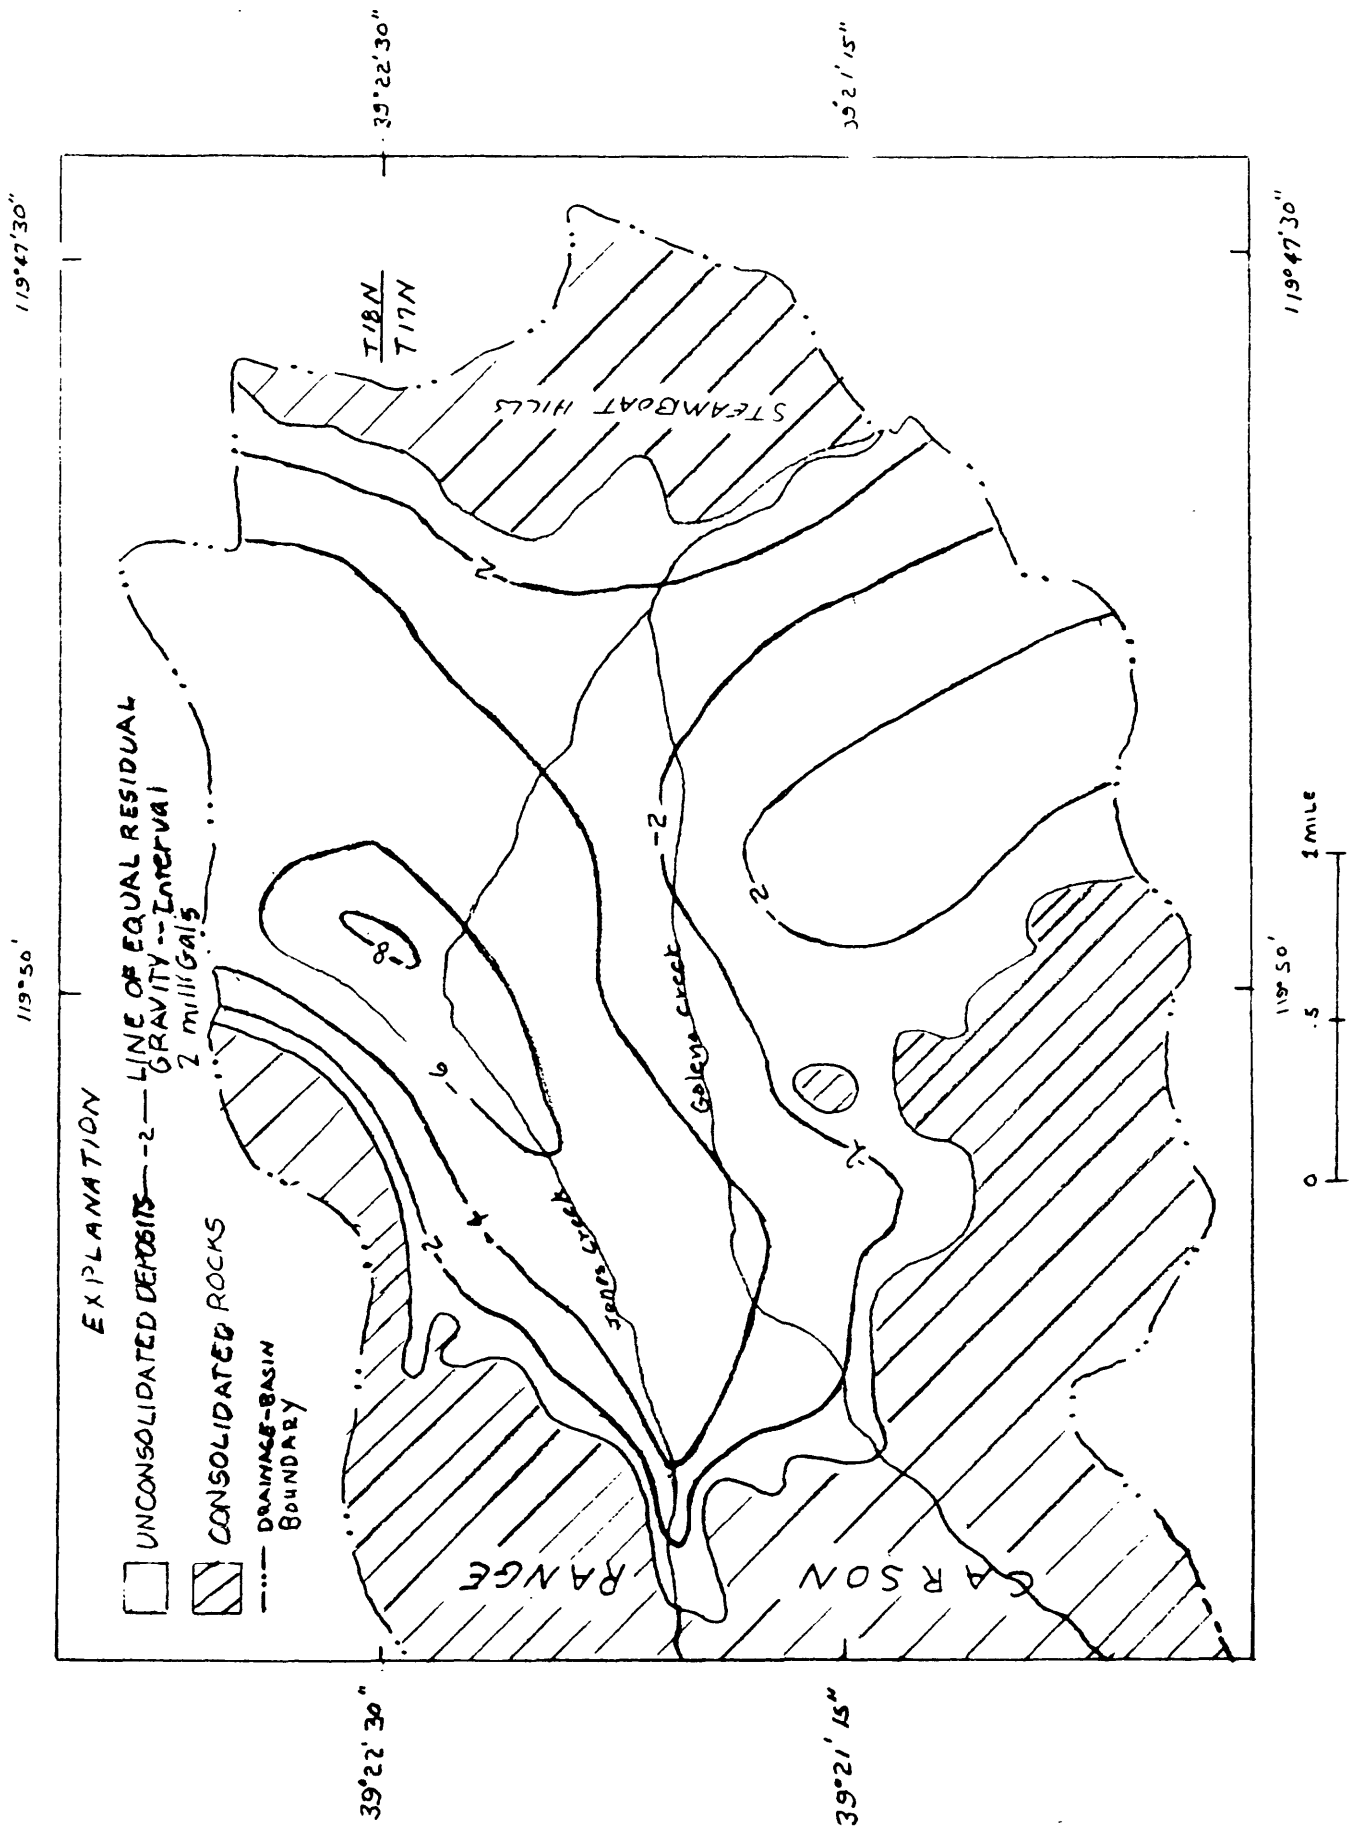 EXPLANATION
UNCONSOLIDATED DEPOSITS
CONSOLIDATED ROCKS
DRAINAGE-BASIN
BOUNDARY
-2
LINE OF EQUAL RESIDUAL
GRAVITY--Interval
2 milliGals
119°50'
119°47'30"
39°22'30"
39°22'30"
T18N
T17N
STEAMBOAT HILLS
-2
-8
-6
-4
-2
Jones Creek
Galena Creek
-2
-2
-2
RANGE
CARSON
39°21'15"
39°21'15"
119°50'
119°47'30"
0
.5
1 MILE